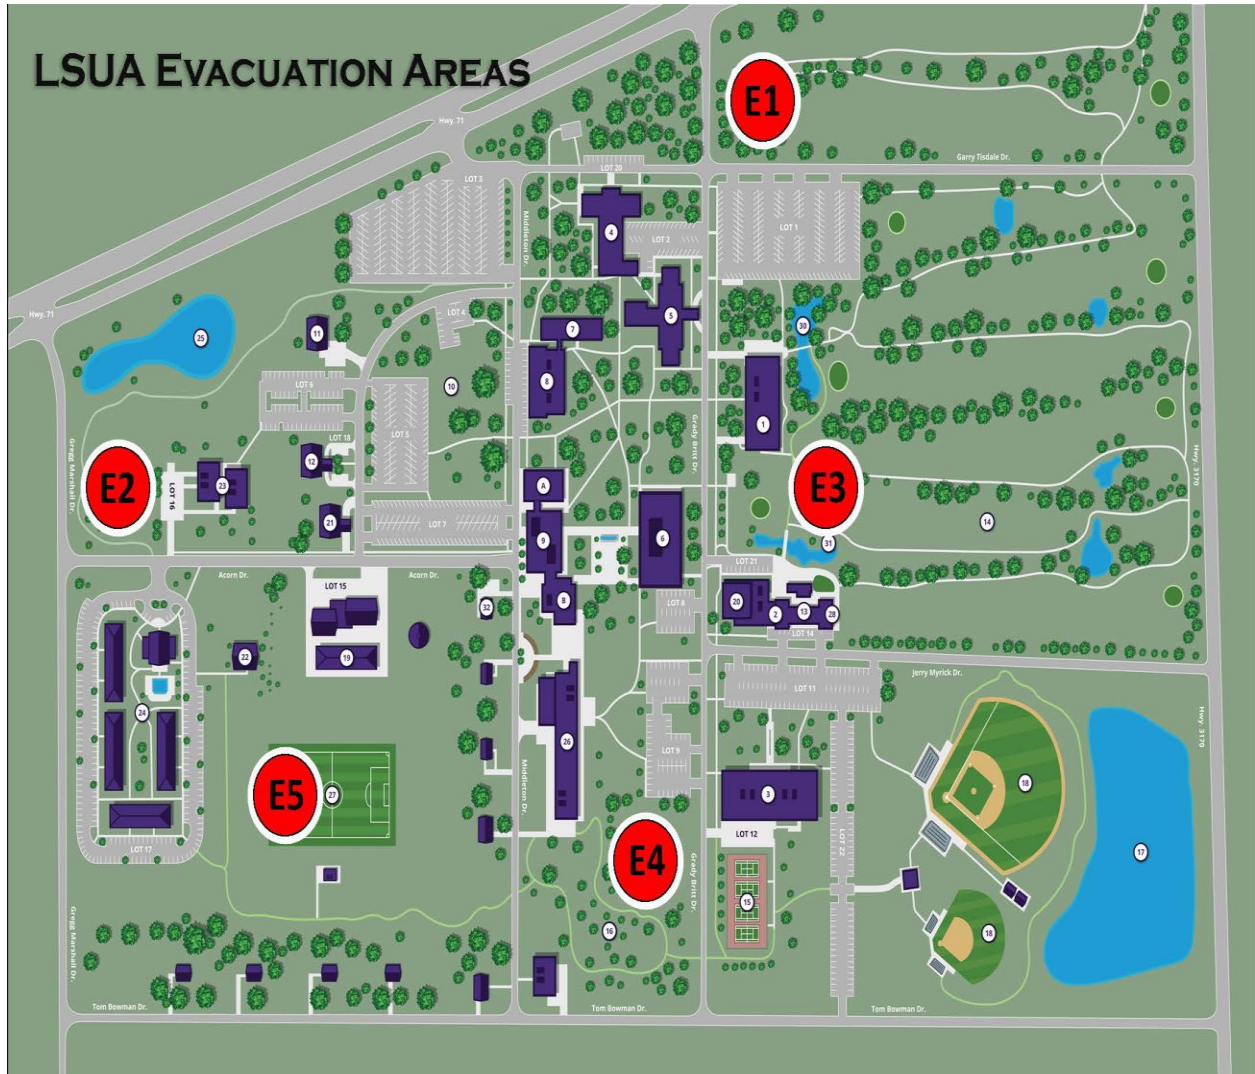 LSUA EVACUATION AREAS
E1
Hwy. 71
Garry Tisdale Dr.
LOT 20
LOT 3
Middleton Dr.
4
LOT 2
LOT 1
Hwy. 71
25
11
LOT 4
7
5
30
8
LOT 6
10
1
LOT 5
Grady Britt Dr.
LOT 18
12
Gregg Marshall Dr.
E2
23
LOT 16
A
E3
Hwy. 3170
21
LOT 7
9
6
14
31
Acorn Dr.
Acorn Dr.
LOT 21
LOT 15
B
LOT 8
20
2
13
28
32
LOT 14
22
19
Jerry Myrick Dr.
LOT 11
24
26
LOT 9
Hwy. 3170
E5
27
Middleton Dr.
3
18
LOT 12
LOT 22
LOT 17
E4
17
Grady Britt Dr.
15
16
18
Gregg Marshall Dr.
Tom Bowman Dr.
Tom Bowman Dr.
Tom Bowman Dr.